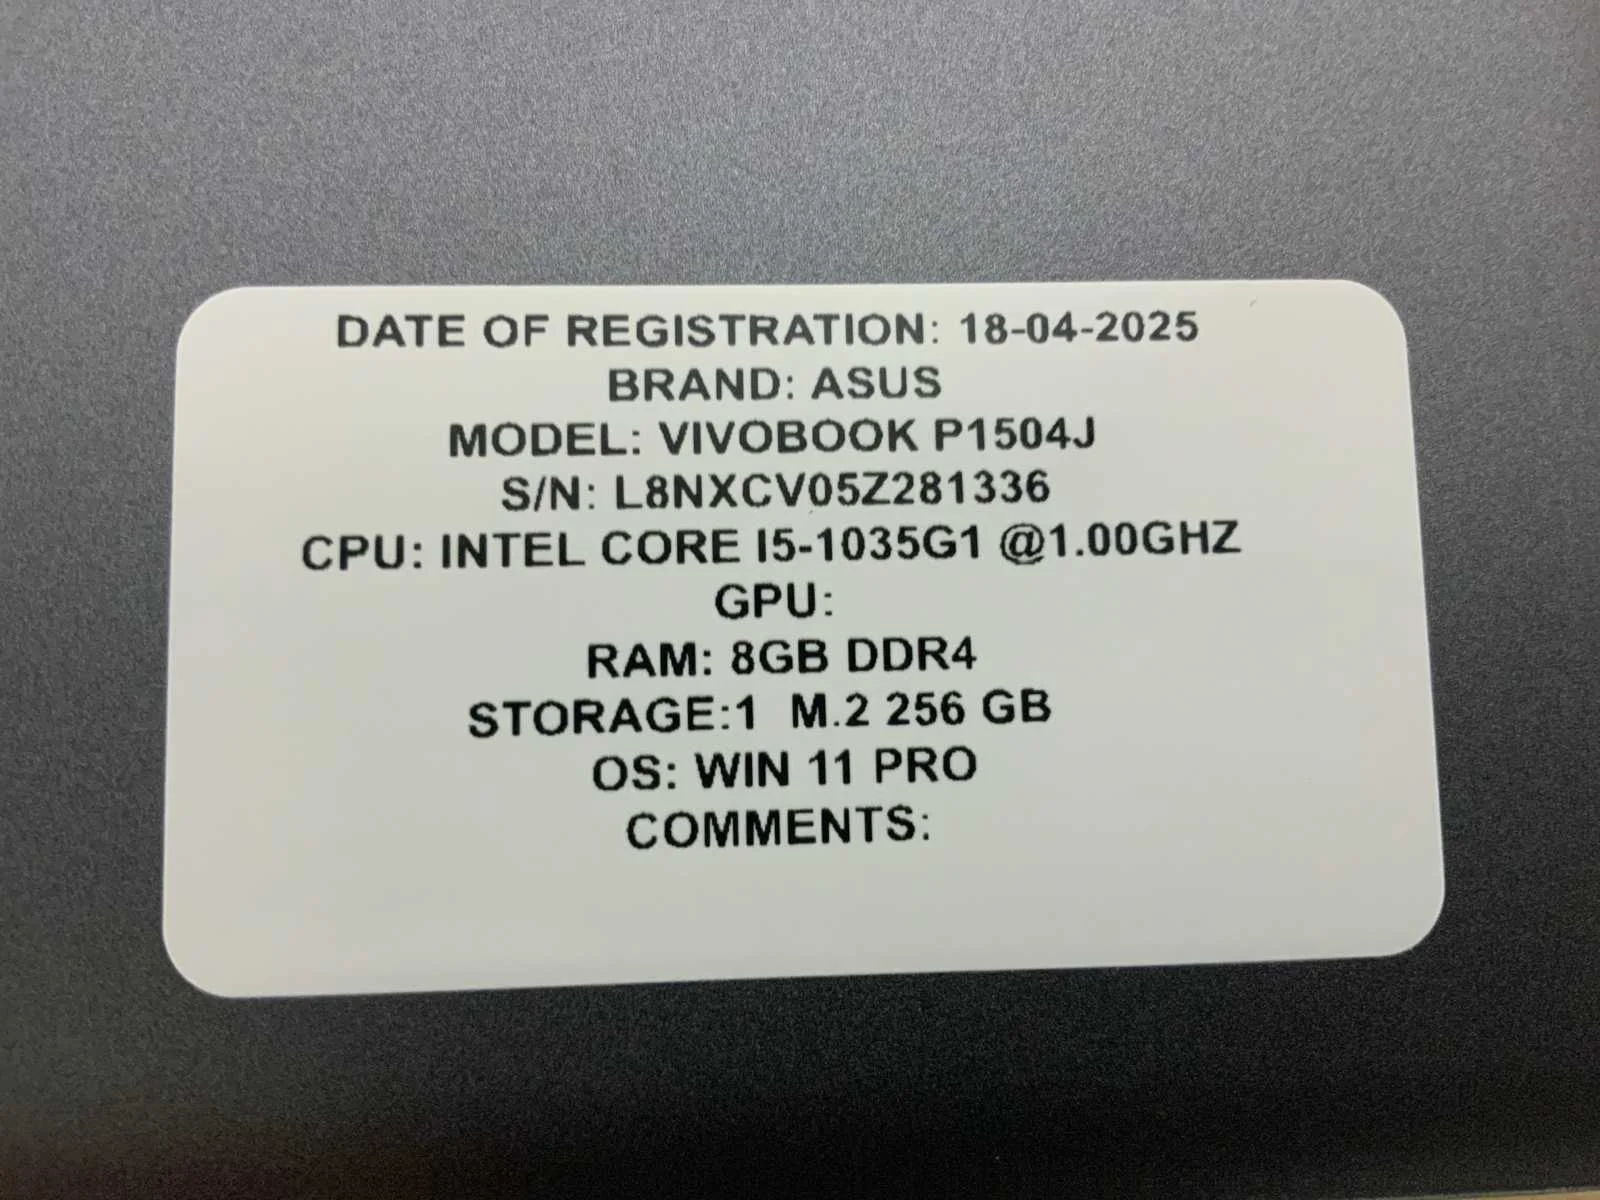 DATE OF REGISTRATION: 18-04-2025
BRAND: ASUS
MODEL: VIVOBOOK P1504J
S/N: L8NXCV05Z281336
CPU: INTEL CORE I5-1035G1 @1.00GHZ
GPU:
RAM: 8GB DDR4
STORAGE:1  M.2 256 GB
OS: WIN 11 PRO
COMMENTS: